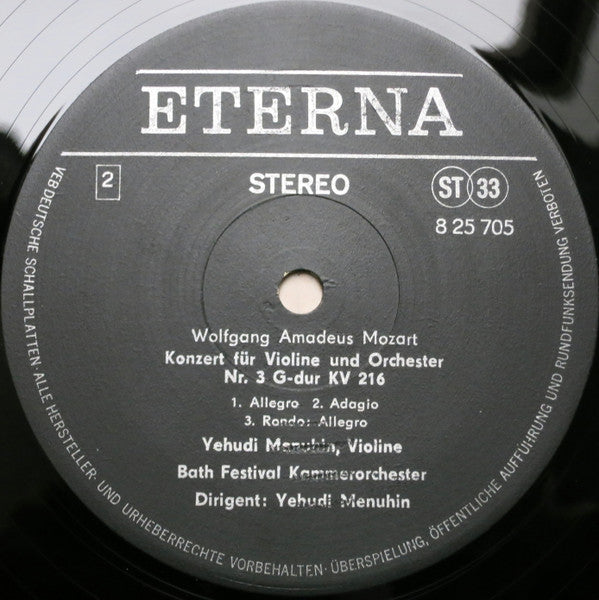 ETERNA
2
STEREO
ST 33
8 25 705
Wolfgang Amadeus Mozart
Konzert für Violine und Orchester
Nr. 3 G-dur KV 216
1. Allegro 2. Adagio
3. Rondo: Allegro
Yehudi Menuhin, Violine
Bath Festival Kammerorchester
Dirigent: Yehudi Menuhin
VEB DEUTSCHE SCHALLPLATTEN · ALLE HERSTELLER- UND URHEBERRECHTE VORBEHALTEN · ÜBERSPIELUNG, ÖFFENTLICHE AUFFÜHRUNG UND RUNDFUNKSENDUNG VERBOTEN